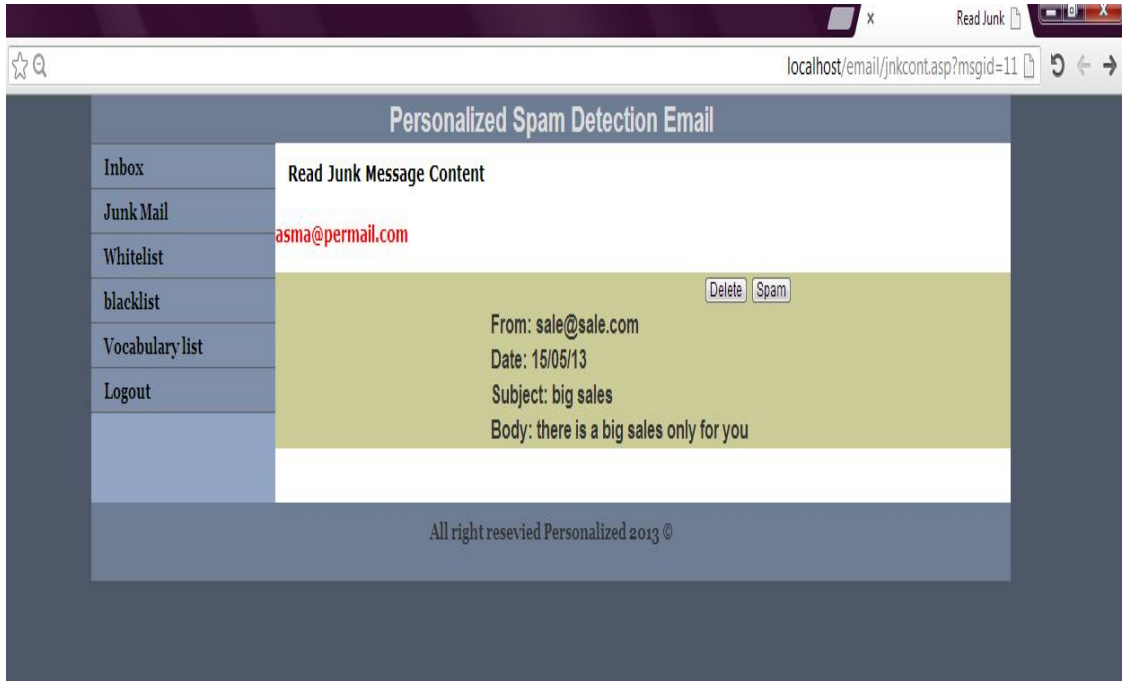 Read Junk
localhost/email/jnkcont.asp?msgid=11
Personalized Spam Detection Email
Inbox
Junk Mail
Whitelist
blacklist
Vocabulary list
Logout
Read Junk Message Content
asma@permail.com
Delete Spam
From: sale@sale.com
Date: 15/05/13
Subject: big sales
Body: there is a big sales only for you
All right resevied Personalized 2013 ©